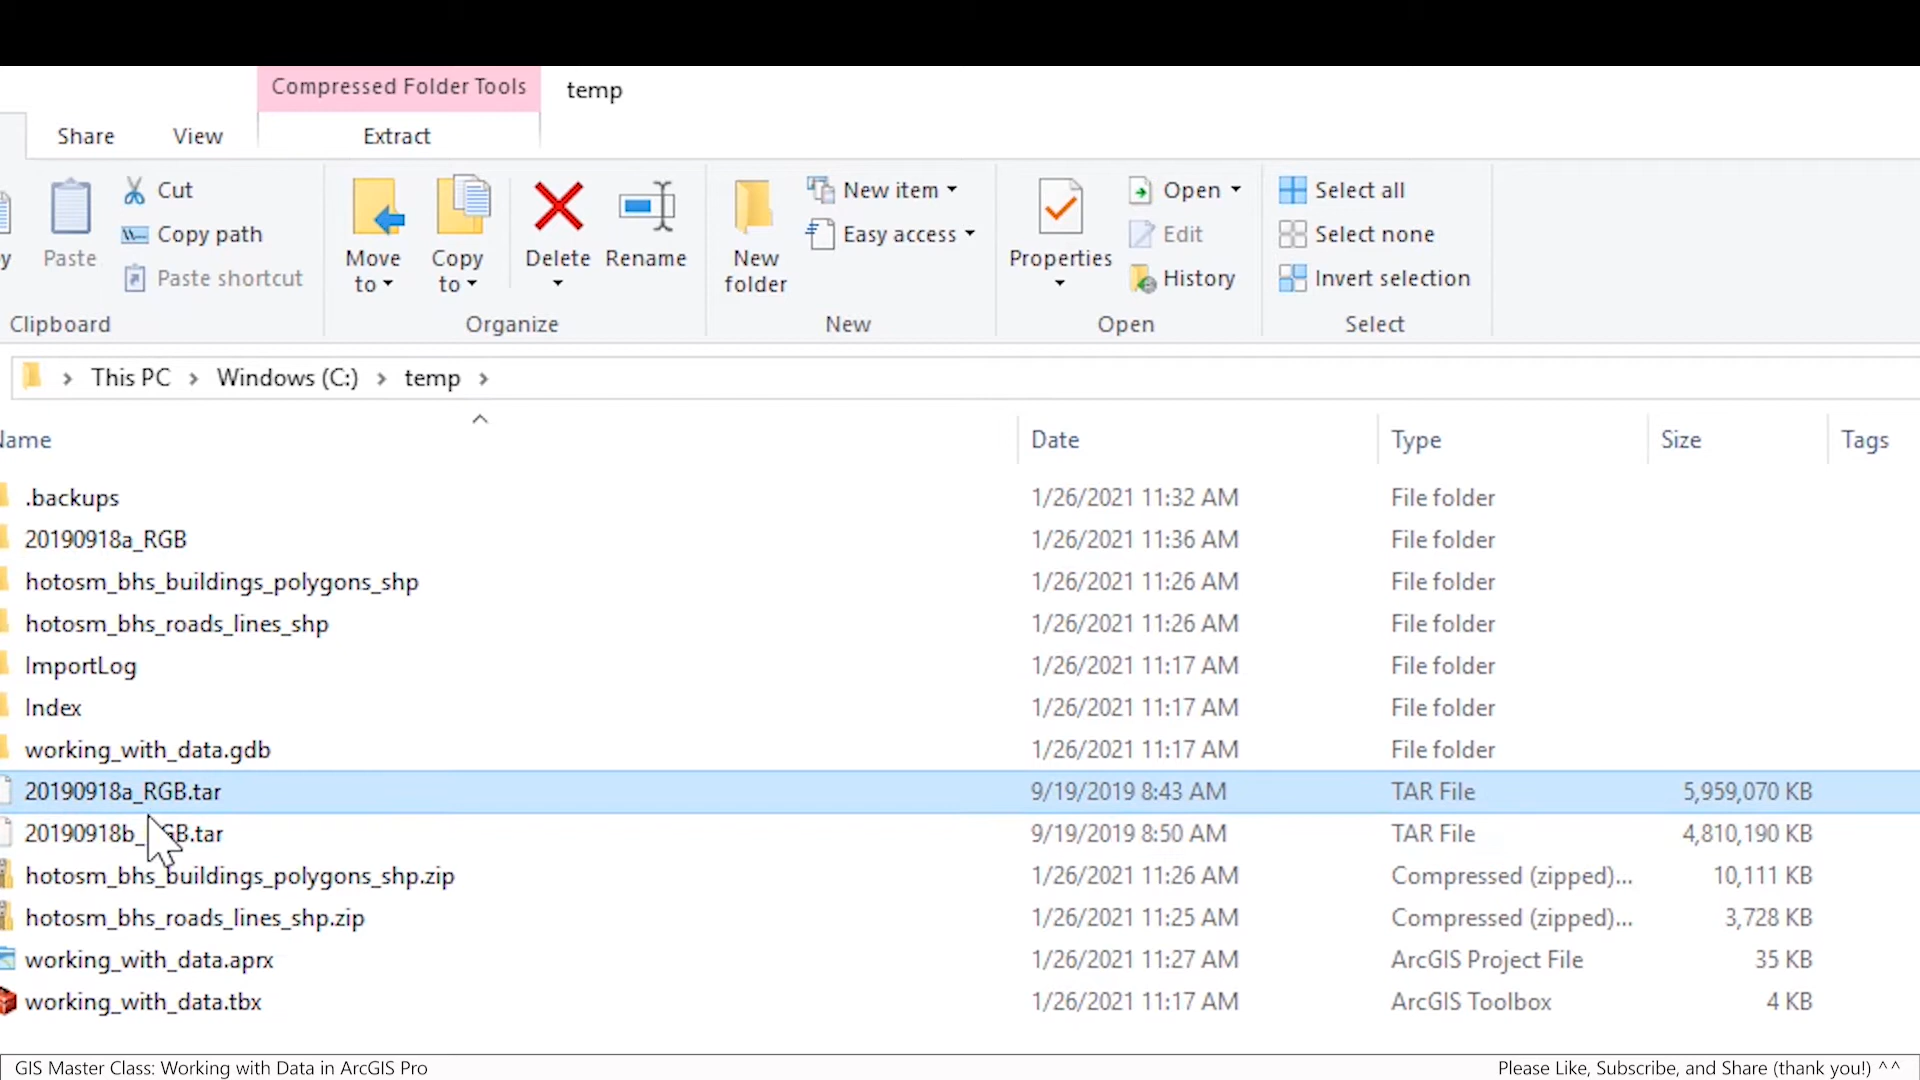 Compressed Folder Tools temp
Share View Extract
Paste
Cut
Copy path
Paste shortcut
Clipboard
Move to
Copy to
Delete
Rename
Organize
New folder
New item
Easy access
New
Properties
Open
Edit
History
Open
Select all
Select none
Invert selection
Select
This PC > Windows (C:) > temp >
Date Type Size Tags
.backups 1/26/2021 11:32 AM File folder
20190918a_RGB 1/26/2021 11:36 AM File folder
hotosm_bhs_buildings_polygons_shp 1/26/2021 11:26 AM File folder
hotosm_bhs_roads_lines_shp 1/26/2021 11:26 AM File folder
ImportLog 1/26/2021 11:17 AM File folder
Index 1/26/2021 11:17 AM File folder
working_with_data.gdb 1/26/2021 11:17 AM File folder
20190918a_RGB.tar 9/19/2019 8:43 AM TAR File 5,959,070 KB
20190918b_RGB.tar 9/19/2019 8:50 AM TAR File 4,810,190 KB
hotosm_bhs_buildings_polygons_shp.zip 1/26/2021 11:26 AM Compressed (zipped)... 10,111 KB
hotosm_bhs_roads_lines_shp.zip 1/26/2021 11:25 AM Compressed (zipped)... 3,728 KB
working_with_data.aprx 1/26/2021 11:27 AM ArcGIS Project File 35 KB
working_with_data.tbx 1/26/2021 11:17 AM ArcGIS Toolbox 4 KB
GIS Master Class: Working with Data in ArcGIS Pro Please Like, Subscribe, and Share (thank you!) ^^